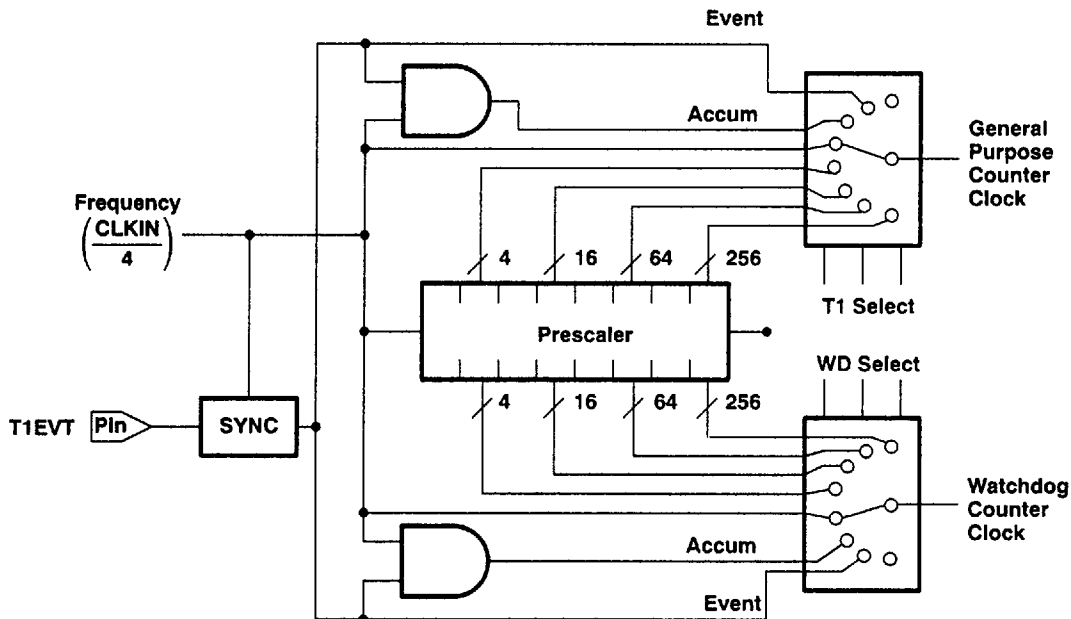 Event
Accum
General
Purpose
Counter
Clock
Frequency
(CLKIN/4)
4 16 64 256
T1 Select
Prescaler
WD Select
4 16 64 256
T1EVT Pin SYNC
Watchdog
Counter
Clock
Accum
Event